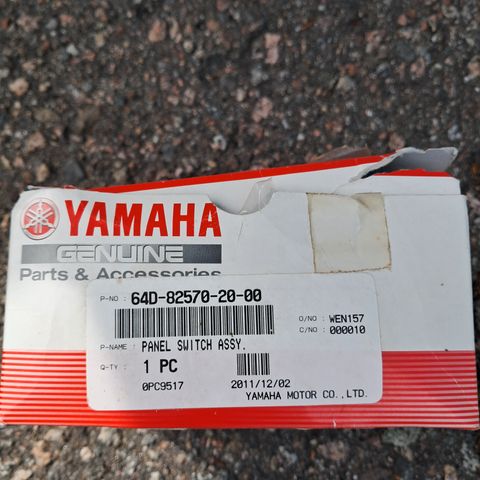 YAMAHA
GENUINE
Parts & Accessories
P-NO : 64D-82570-20-00
O/NO : WEN157
C/NO : 000010
P-NAME : PANEL SWITCH ASSY.
Q-TY : 1 PC
0PC9517 2011/12/02
YAMAHA MOTOR CO.,LTD.